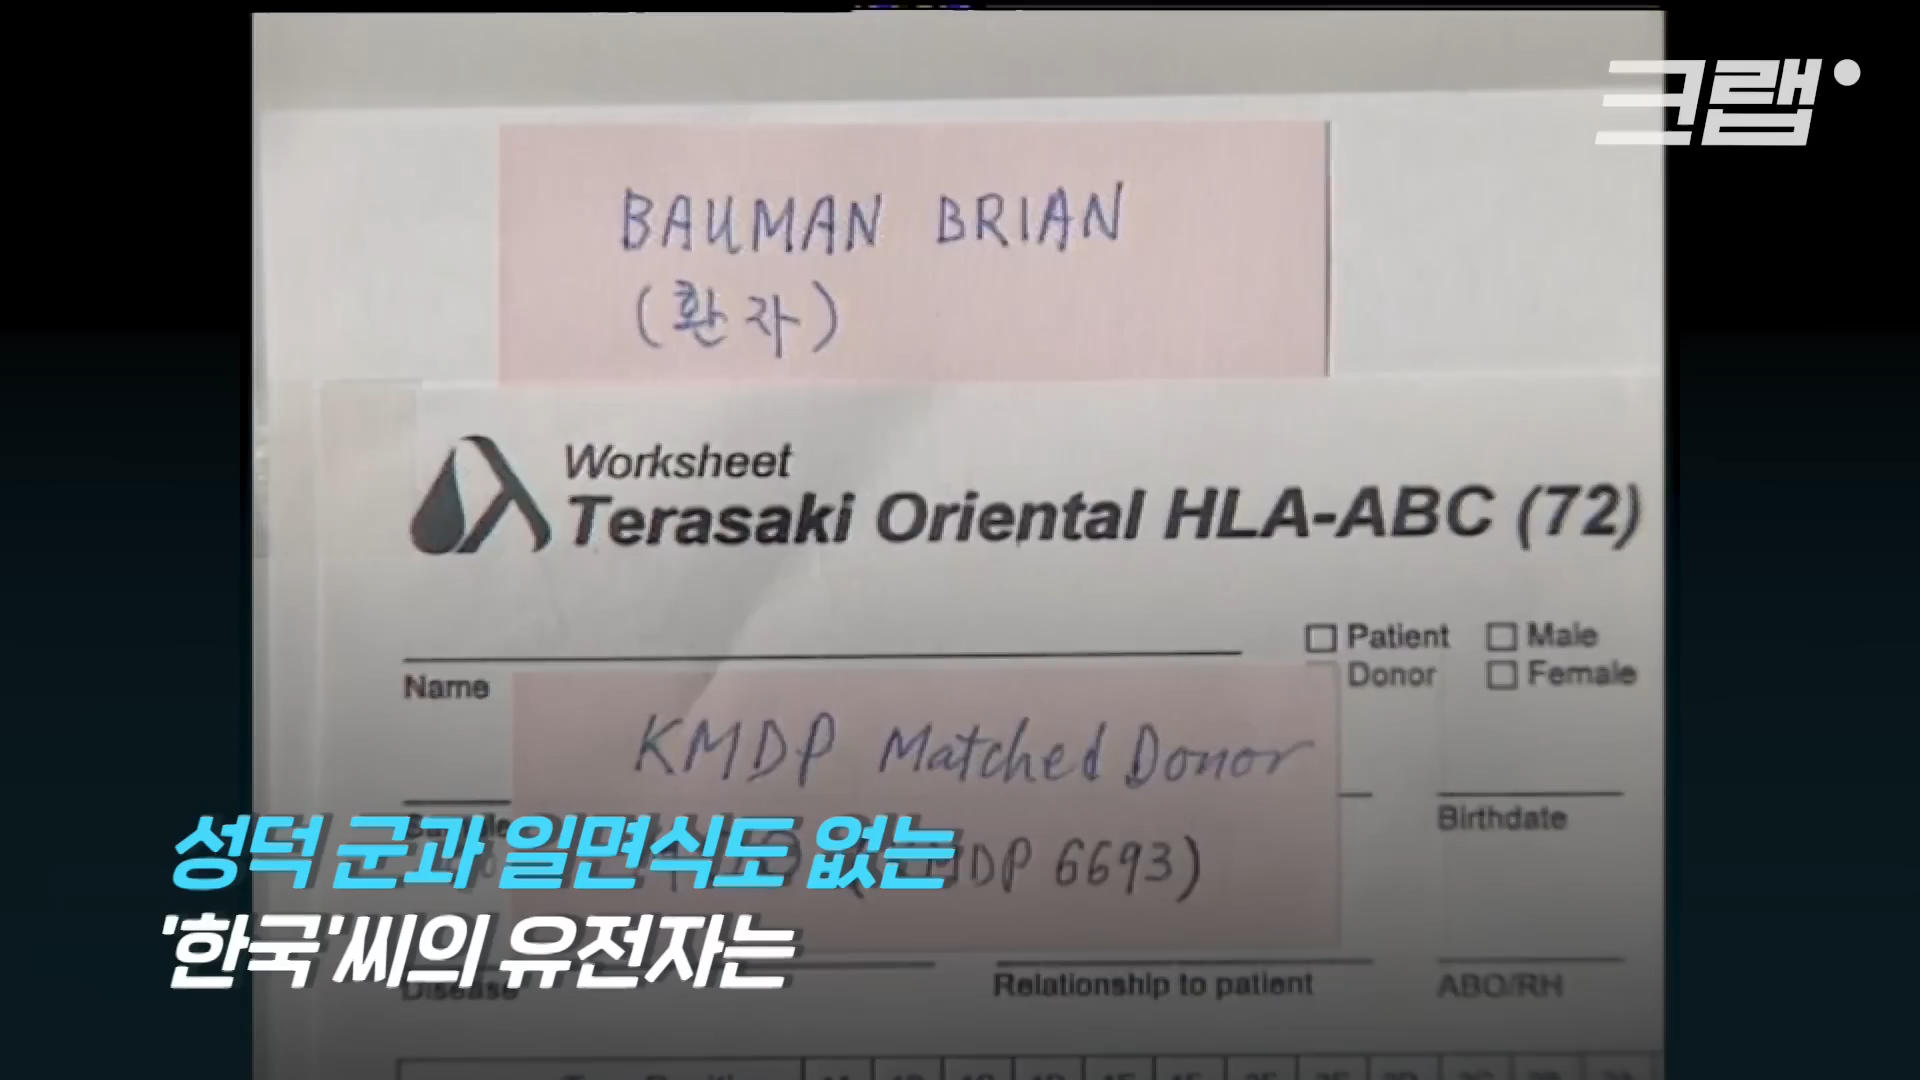 크랩
BAUMAN BRIAN
(환자)
Worksheet
Terasaki Oriental HLA-ABC (72)
Patient Male
Donor Female
Name
KMDP Matched Donor
Birthdate
성덕 군과 일면식도 없는
6693)
'한국'씨의 유전자는
Disease Relationship to patient ABO/RH